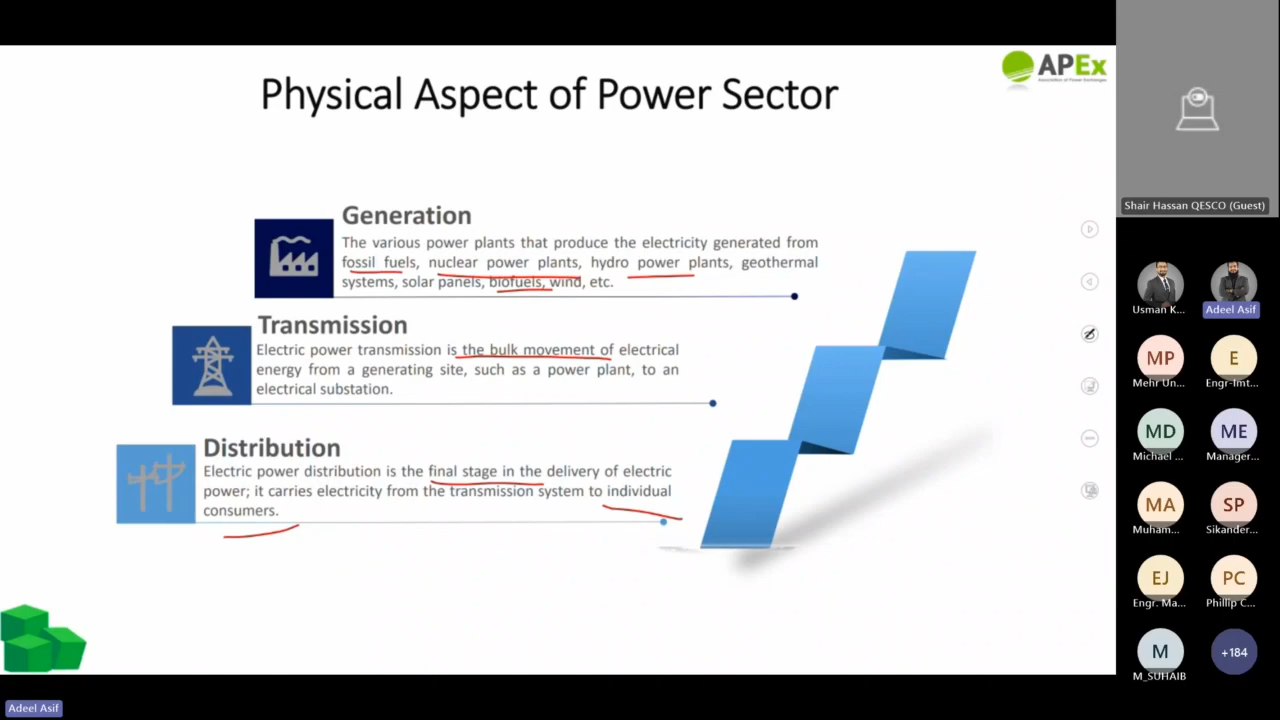 APEx
Physical Aspect of Power Sector
Generation
The various power plants that produce the electricity generated from
fossil fuels, nuclear power plants, hydro power plants, geothermal
systems, solar panels, biofuels, wind, etc.
Transmission
Electric power transmission is the bulk movement of electrical
energy from a generating site, such as a power plant, to an
electrical substation.
Distribution
Electric power distribution is the final stage in the delivery of electric
power; it carries electricity from the transmission system to individual
consumers.
Adeel Asif
Shair Hassan QESCO (Guest)
Usman K...
Adeel Asif
MP
E
Mehr Un...
Engr-Imt...
MD
ME
Michael ...
Manager...
MA
SP
Muham...
Sikander...
EJ
PC
Engr. Ma...
Phillip C...
M
+184
M_SUHAIB